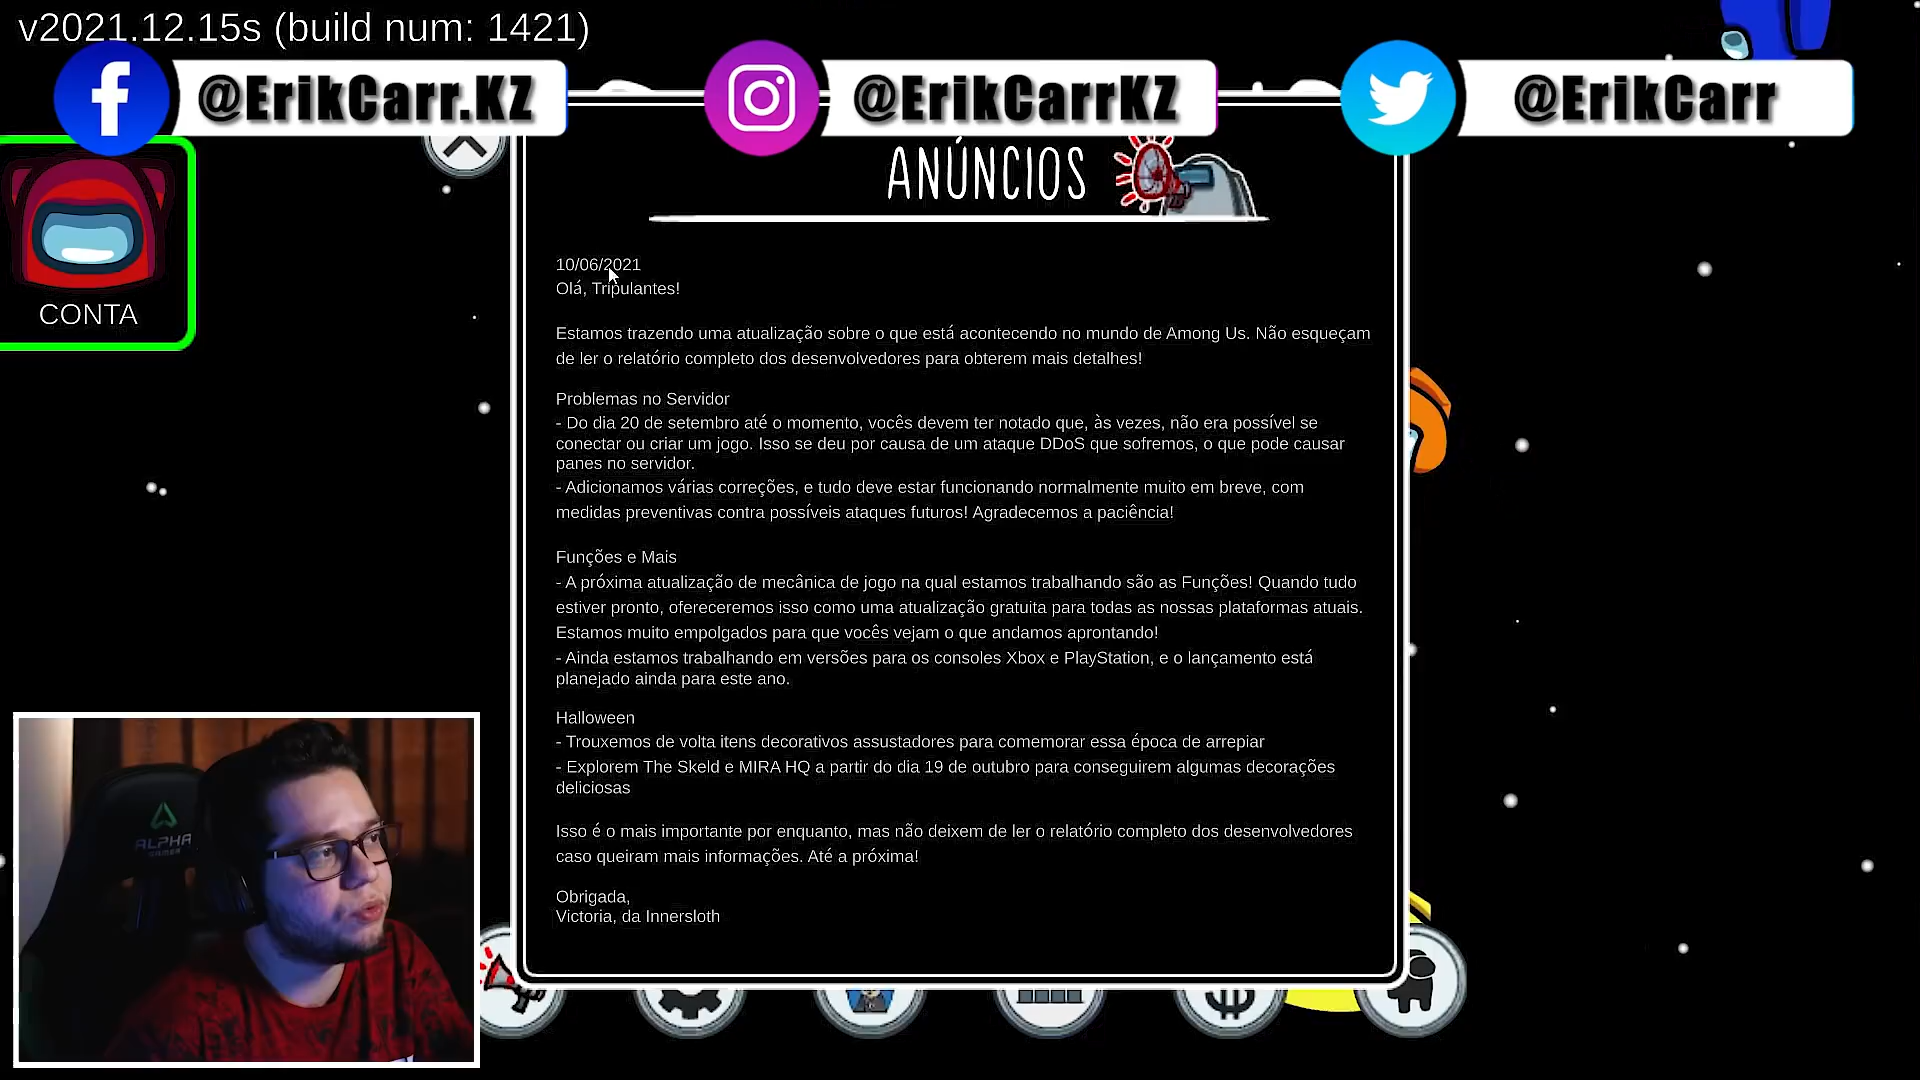 v2021.12.15s (build num: 1421)
@ErikCarr.KZ
@ErikCarrKZ
@ErikCarr
ANÚNCIOS
CONTA
10/06/2021
Olá, Tripulantes!
Estamos trazendo uma atualização sobre o que está acontecendo no mundo de Among Us. Não esqueçam
de ler o relatório completo dos desenvolvedores para obterem mais detalhes!
Problemas no Servidor
- Do dia 20 de setembro até o momento, vocês devem ter notado que, às vezes, não era possível se
conectar ou criar um jogo. Isso se deu por causa de um ataque DDoS que sofremos, o que pode causar
panes no servidor.
- Adicionamos várias correções, e tudo deve estar funcionando normalmente muito em breve, com
medidas preventivas contra possíveis ataques futuros! Agradecemos a paciência!
Funções e Mais
- A próxima atualização de mecânica de jogo na qual estamos trabalhando são as Funções! Quando tudo
estiver pronto, ofereceremos isso como uma atualização gratuita para todas as nossas plataformas atuais.
Estamos muito empolgados para que vocês vejam o que andamos aprontando!
- Ainda estamos trabalhando em versões para os consoles Xbox e PlayStation, e o lançamento está
planejado ainda para este ano.
Halloween
- Trouxemos de volta itens decorativos assustadores para comemorar essa época de arrepiar
- Explorem The Skeld e MIRA HQ a partir do dia 19 de outubro para conseguirem algumas decorações
deliciosas
Isso é o mais importante por enquanto, mas não deixem de ler o relatório completo dos desenvolvedores
caso queiram mais informações. Até a próxima!
Obrigada,
Victoria, da Innersloth
ALPHA
GAMER